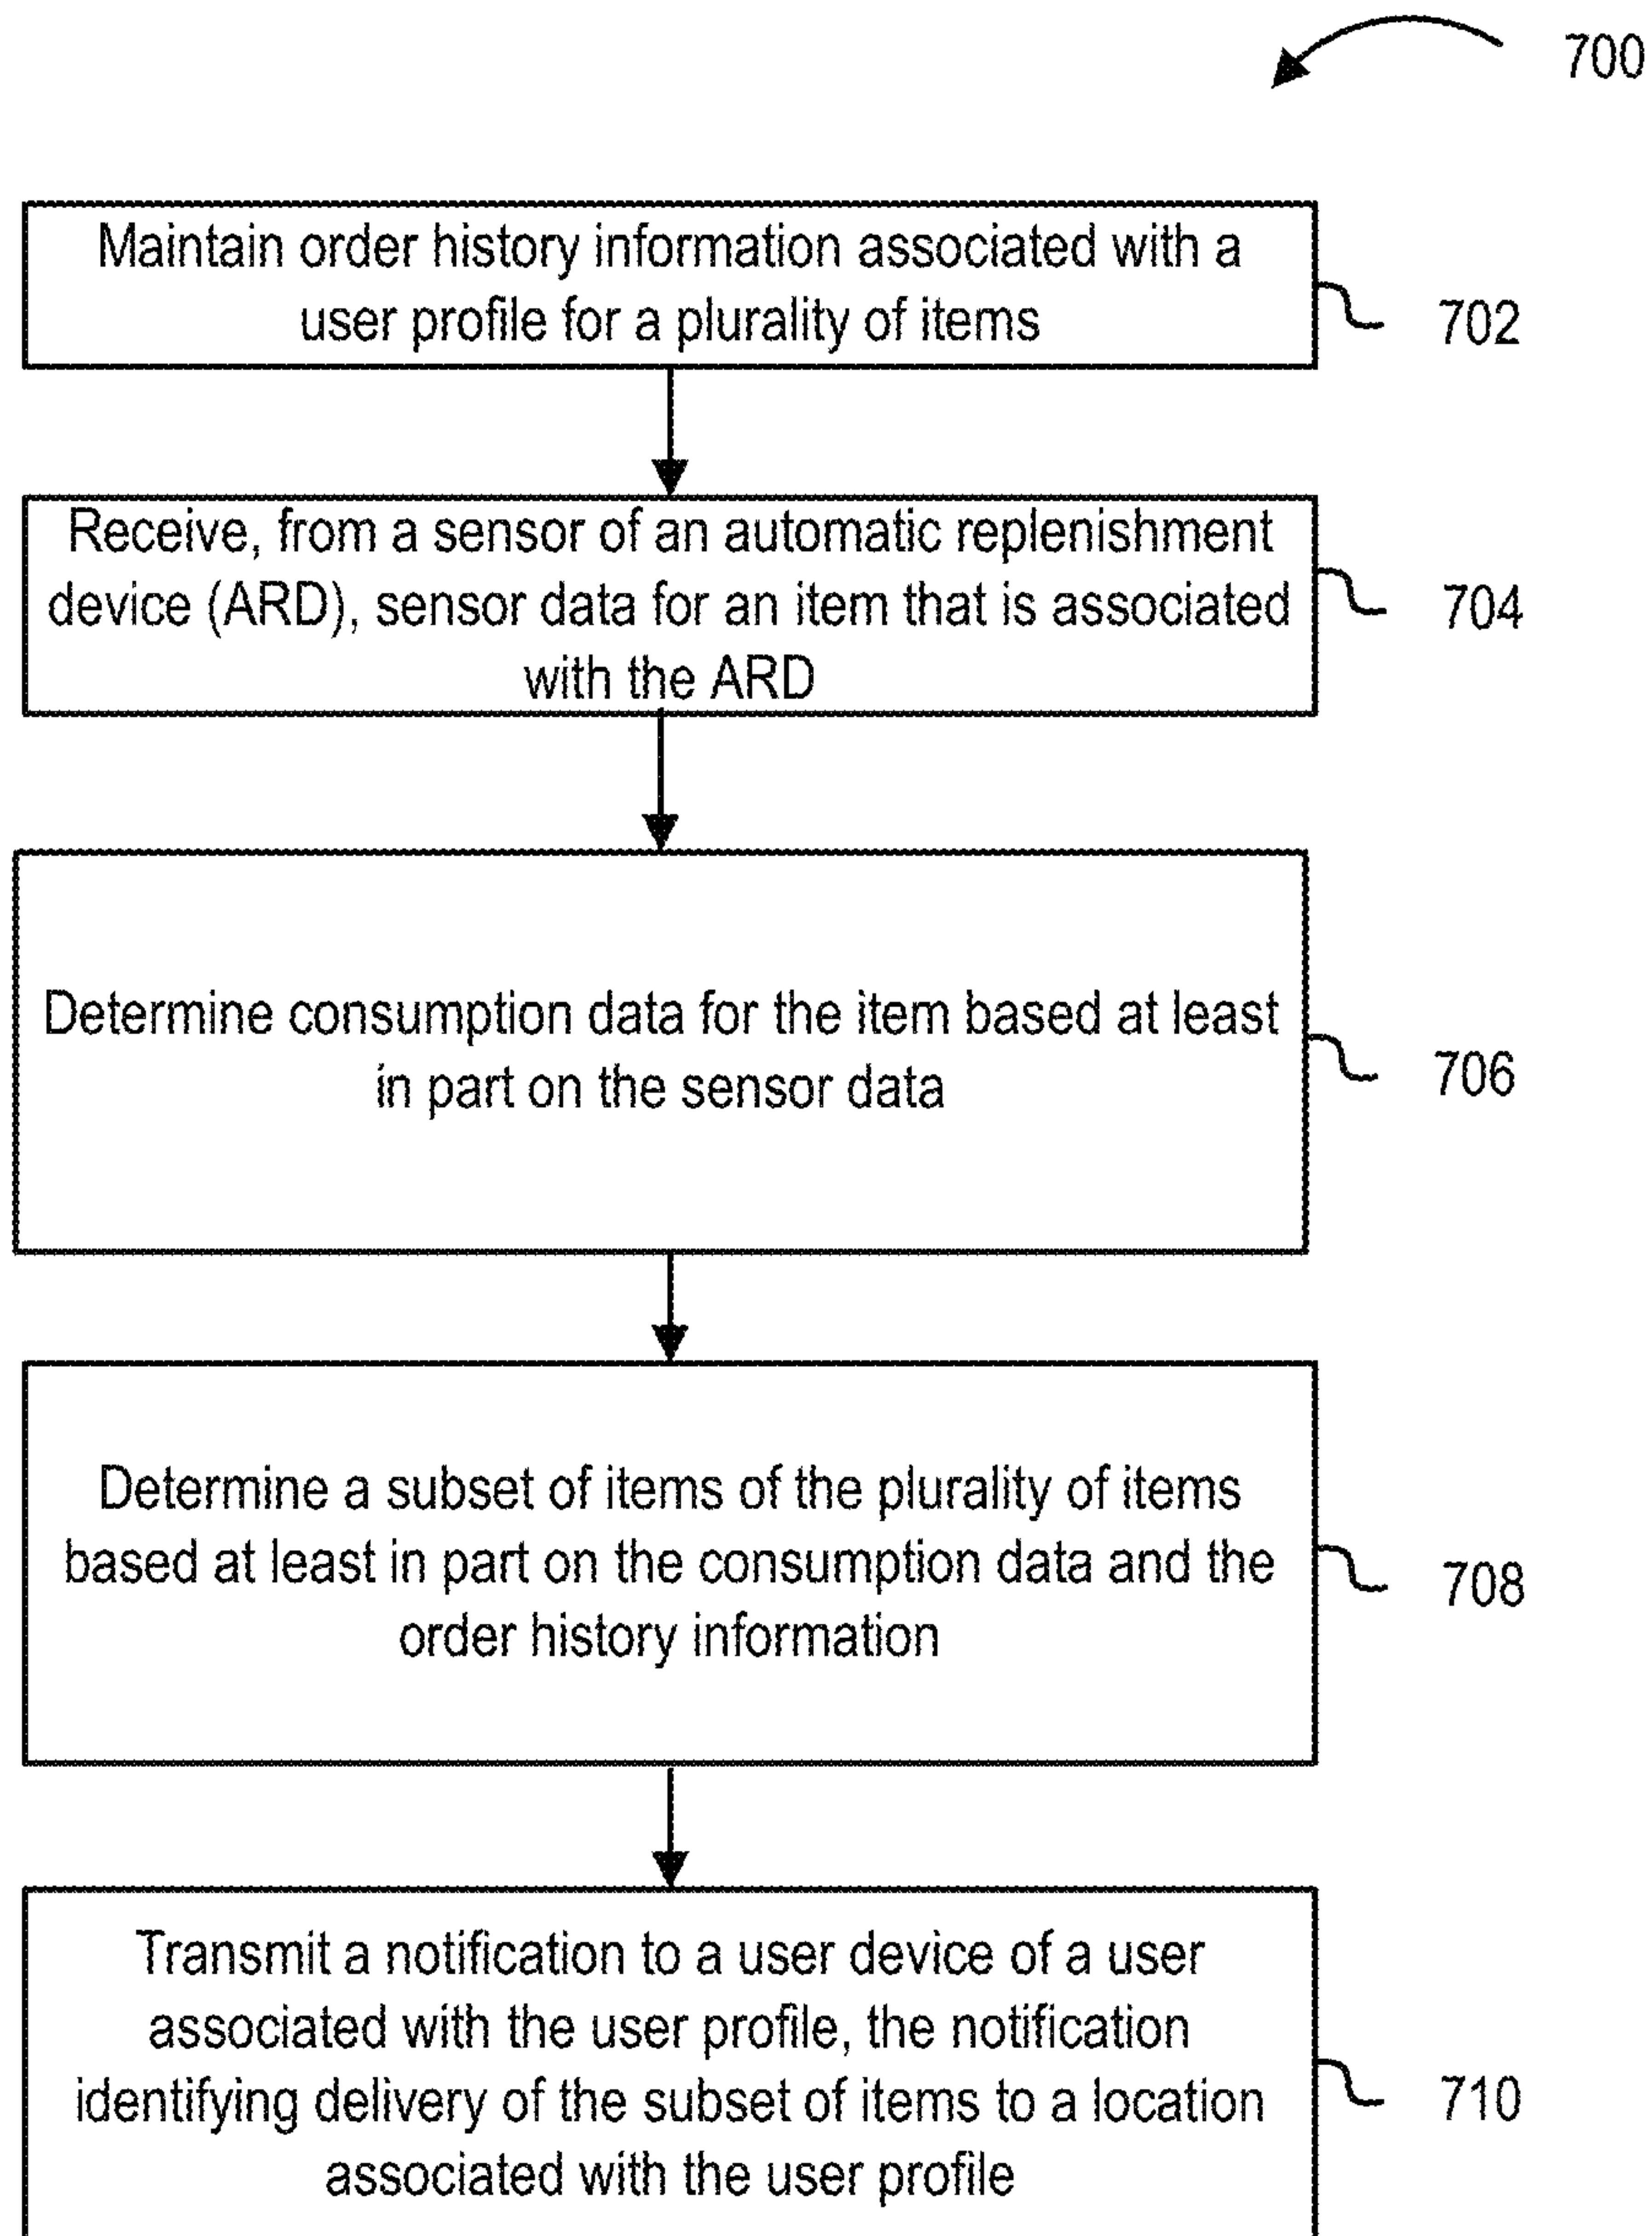 700
Maintain order history information associated with a
user profile for a plurality of items
702
Receive, from a sensor of an automatic replenishment
device (ARD), sensor data for an item that is associated
with the ARD
704
Determine consumption data for the item based at least
in part on the sensor data
706
Determine a subset of items of the plurality of items
based at least in part on the consumption data and the
order history information
708
Transmit a notification to a user device of a user
associated with the user profile, the notification
identifying delivery of the subset of items to a location
associated with the user profile
710